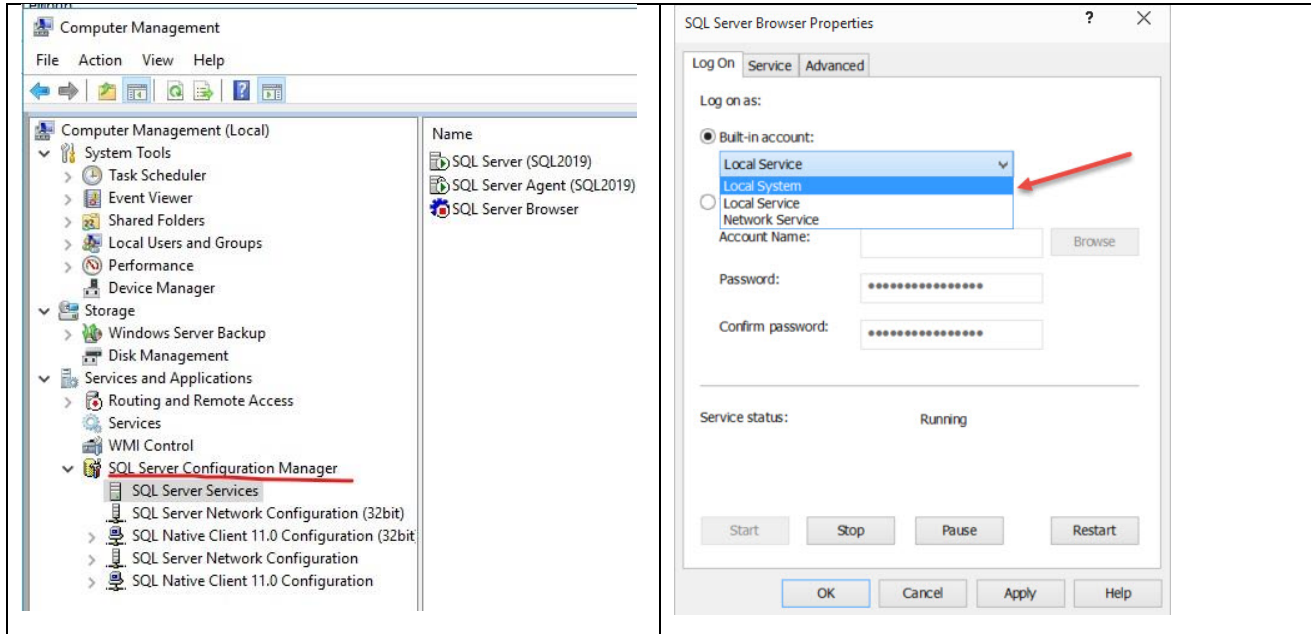 Computer Management
File Action View Help
Computer Management (Local)
System Tools
Task Scheduler
Event Viewer
Shared Folders
Local Users and Groups
Performance
Device Manager
Storage
Windows Server Backup
Disk Management
Services and Applications
Routing and Remote Access
Services
WMI Control
SQL Server Configuration Manager
SQL Server Services
SQL Server Network Configuration (32bit)
SQL Native Client 11.0 Configuration (32bit
SQL Server Network Configuration
SQL Native Client 11.0 Configuration
Name
SQL Server (SQL2019)
SQL Server Agent (SQL2019)
SQL Server Browser
SQL Server Browser Properties ? ×
Log On Service Advanced
Log on as:
Built-in account:
Local Service
Local System
Local Service
Network Service
Account Name: Browse
Password: ●●●●●●●●●●●●●●●●
Confirm password: ●●●●●●●●●●●●●●●●
Service status: Running
Start Stop Pause Restart
OK Cancel Apply Help